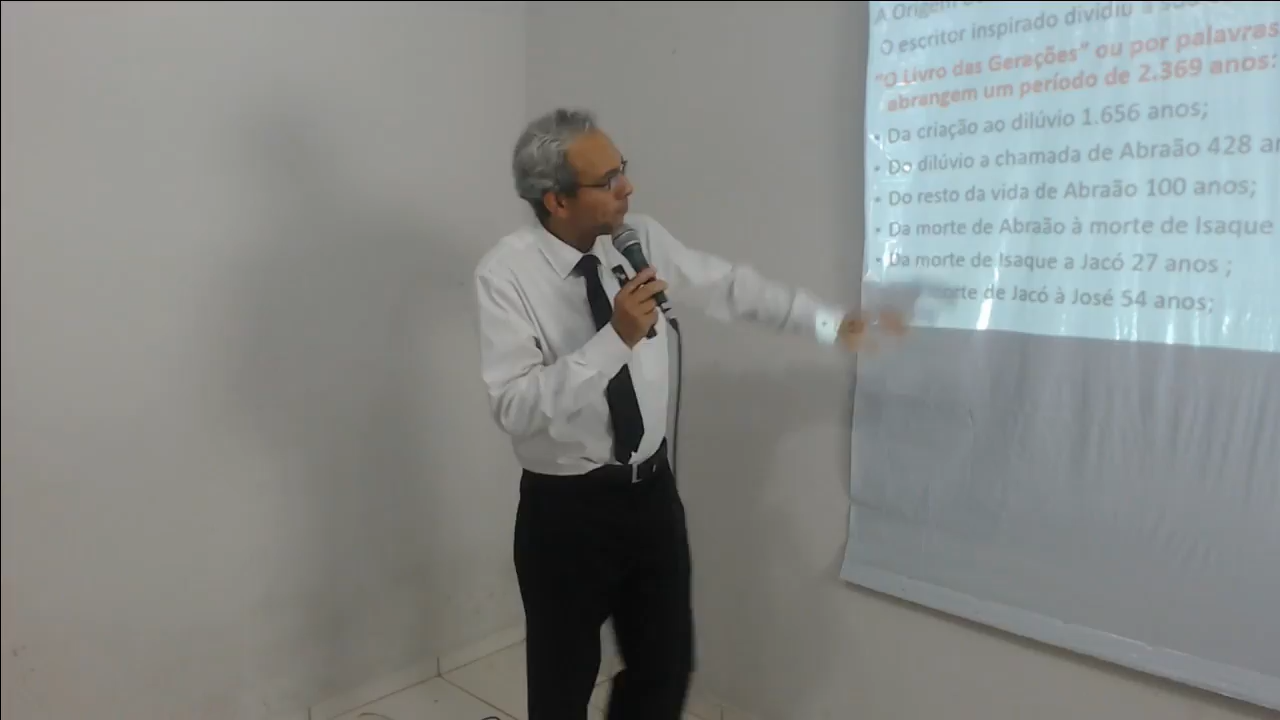 A Origem
O escritor inspirado dividiu a sua
"O Livro das Gerações" ou por palavras
abrangem um período de 2.369 anos:
• Da criação ao dilúvio 1.656 anos;
• Do dilúvio a chamada de Abraão 428
• Do resto da vida de Abraão 100 anos;
• Da morte de Abraão à morte de Isaque
• Da morte de Isaque a Jacó 27 anos ;
de Jacó à José 54 anos;